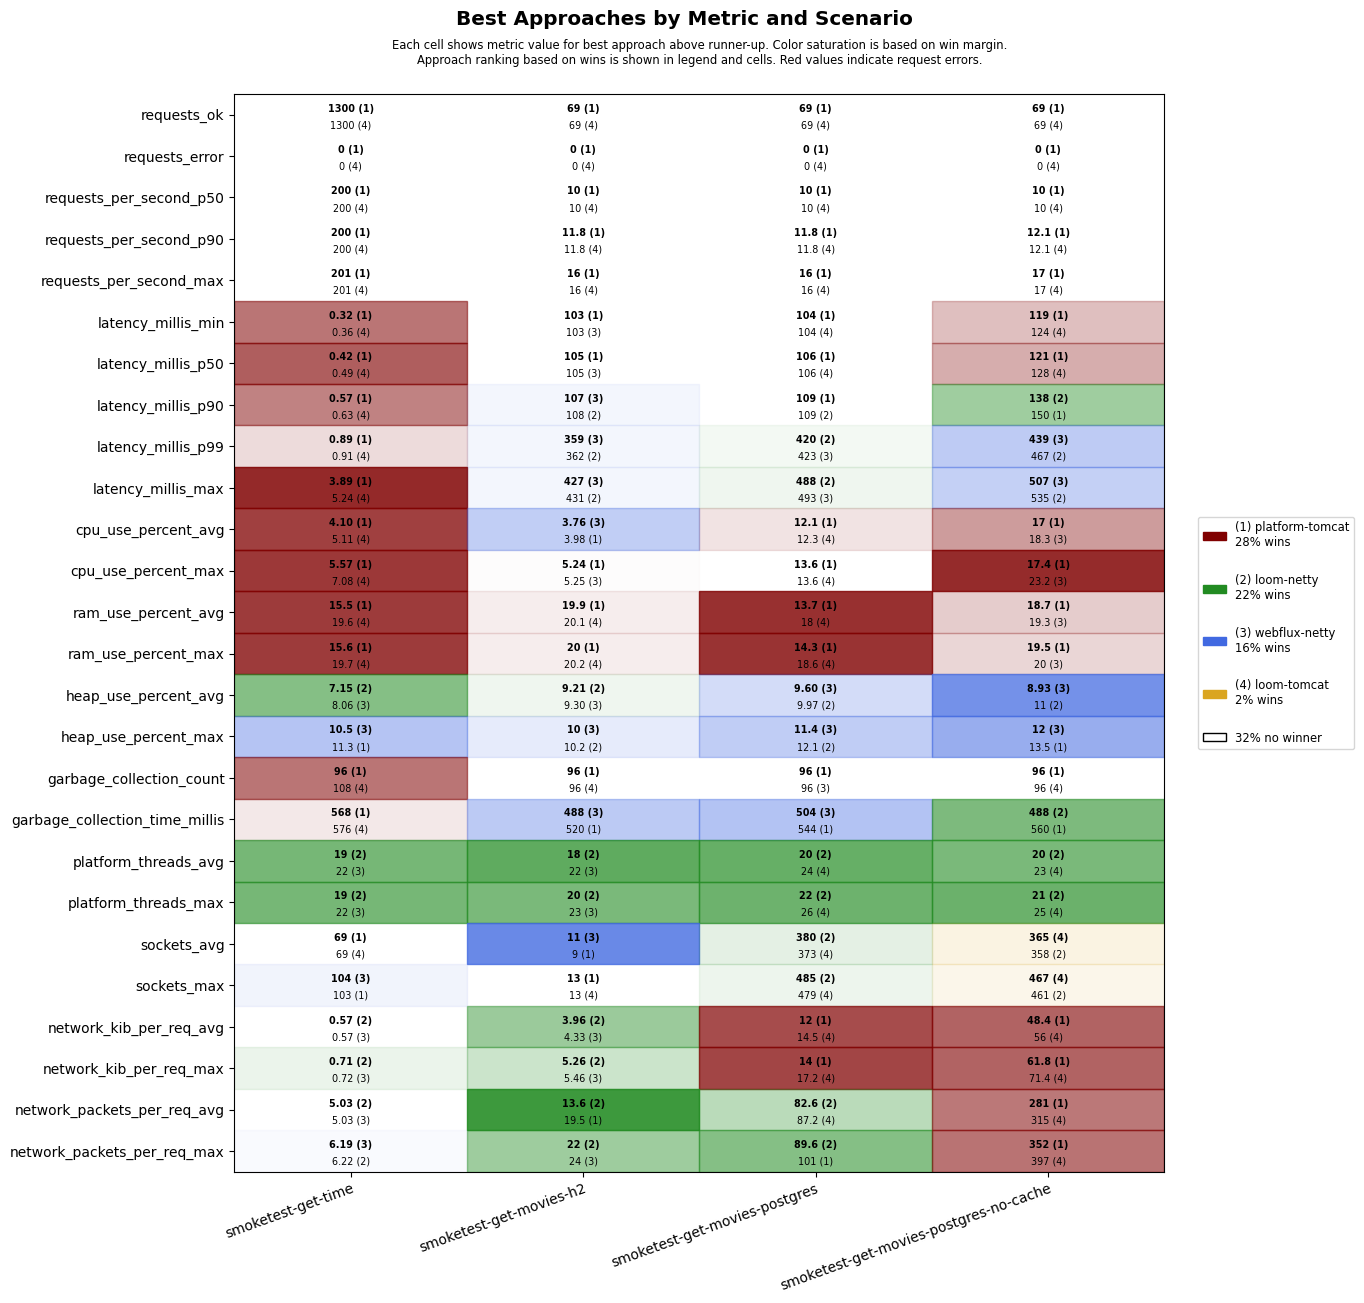 Best Approaches by Metric and Scenario
Each cell shows metric value for best approach above runner-up. Color saturation is based on win margin.
Approach ranking based on wins is shown in legend and cells. Red values indicate request errors.
requests_ok
1300 (1) 69 (1) 69 (1) 69 (1)
1300 (4) 69 (4) 69 (4) 69 (4)
requests_error
0 (1) 0 (1) 0 (1) 0 (1)
0 (4) 0 (4) 0 (4) 0 (4)
requests_per_second_p50
200 (1) 10 (1) 10 (1) 10 (1)
200 (4) 10 (4) 10 (4) 10 (4)
requests_per_second_p90
200 (1) 11.8 (1) 11.8 (1) 12.1 (1)
200 (4) 11.8 (4) 11.8 (4) 12.1 (4)
requests_per_second_max
201 (1) 16 (1) 16 (1) 17 (1)
201 (4) 16 (4) 16 (4) 17 (4)
latency_millis_min
0.32 (1) 103 (1) 104 (1) 119 (1)
0.36 (4) 103 (3) 104 (4) 124 (4)
latency_millis_p50
0.42 (1) 105 (1) 106 (1) 121 (1)
0.49 (4) 105 (3) 106 (4) 128 (4)
latency_millis_p90
0.57 (1) 107 (3) 109 (1) 138 (2)
0.63 (4) 108 (2) 109 (2) 150 (1)
latency_millis_p99
0.89 (1) 359 (3) 420 (2) 439 (3)
0.91 (4) 362 (2) 423 (3) 467 (2)
latency_millis_max
3.89 (1) 427 (3) 488 (2) 507 (3)
5.24 (4) 431 (2) 493 (3) 535 (2)
cpu_use_percent_avg
4.10 (1) 3.76 (3) 12.1 (1) 17 (1)
5.11 (4) 3.98 (1) 12.3 (4) 18.3 (3)
cpu_use_percent_max
5.57 (1) 5.24 (1) 13.6 (1) 17.4 (1)
7.08 (4) 5.25 (3) 13.6 (4) 23.2 (3)
ram_use_percent_avg
15.5 (1) 19.9 (1) 13.7 (1) 18.7 (1)
19.6 (4) 20.1 (4) 18 (4) 19.3 (3)
ram_use_percent_max
15.6 (1) 20 (1) 14.3 (1) 19.5 (1)
19.7 (4) 20.2 (4) 18.6 (4) 20 (3)
heap_use_percent_avg
7.15 (2) 9.21 (2) 9.60 (3) 8.93 (3)
8.06 (3) 9.30 (3) 9.97 (2) 11 (2)
heap_use_percent_max
10.5 (3) 10 (3) 11.4 (3) 12 (3)
11.3 (1) 10.2 (2) 12.1 (2) 13.5 (1)
garbage_collection_count
96 (1) 96 (1) 96 (1) 96 (1)
108 (4) 96 (4) 96 (3) 96 (4)
garbage_collection_time_millis
568 (1) 488 (3) 504 (3) 488 (2)
576 (4) 520 (1) 544 (1) 560 (1)
platform_threads_avg
19 (2) 18 (2) 20 (2) 20 (2)
22 (3) 22 (3) 24 (4) 23 (4)
platform_threads_max
19 (2) 20 (2) 22 (2) 21 (2)
22 (3) 23 (3) 26 (4) 25 (4)
sockets_avg
69 (1) 11 (3) 380 (2) 365 (4)
69 (4) 9 (1) 373 (4) 358 (2)
sockets_max
104 (3) 13 (1) 485 (2) 467 (4)
103 (1) 13 (4) 479 (4) 461 (2)
network_kib_per_req_avg
0.57 (2) 3.96 (2) 12 (1) 48.4 (1)
0.57 (3) 4.33 (3) 14.5 (4) 56 (4)
network_kib_per_req_max
0.71 (2) 5.26 (2) 14 (1) 61.8 (1)
0.72 (3) 5.46 (3) 17.2 (4) 71.4 (4)
network_packets_per_req_avg
5.03 (2) 13.6 (2) 82.6 (2) 281 (1)
5.03 (3) 19.5 (1) 87.2 (4) 315 (4)
network_packets_per_req_max
6.19 (3) 22 (2) 89.6 (2) 352 (1)
6.22 (2) 24 (3) 101 (1) 397 (4)
smoketest-get-time
smoketest-get-movies-h2
smoketest-get-movies-postgres
smoketest-get-movies-postgres-no-cache
(1) platform-tomcat
28% wins
(2) loom-netty
22% wins
(3) webflux-netty
16% wins
(4) loom-tomcat
2% wins
32% no winner